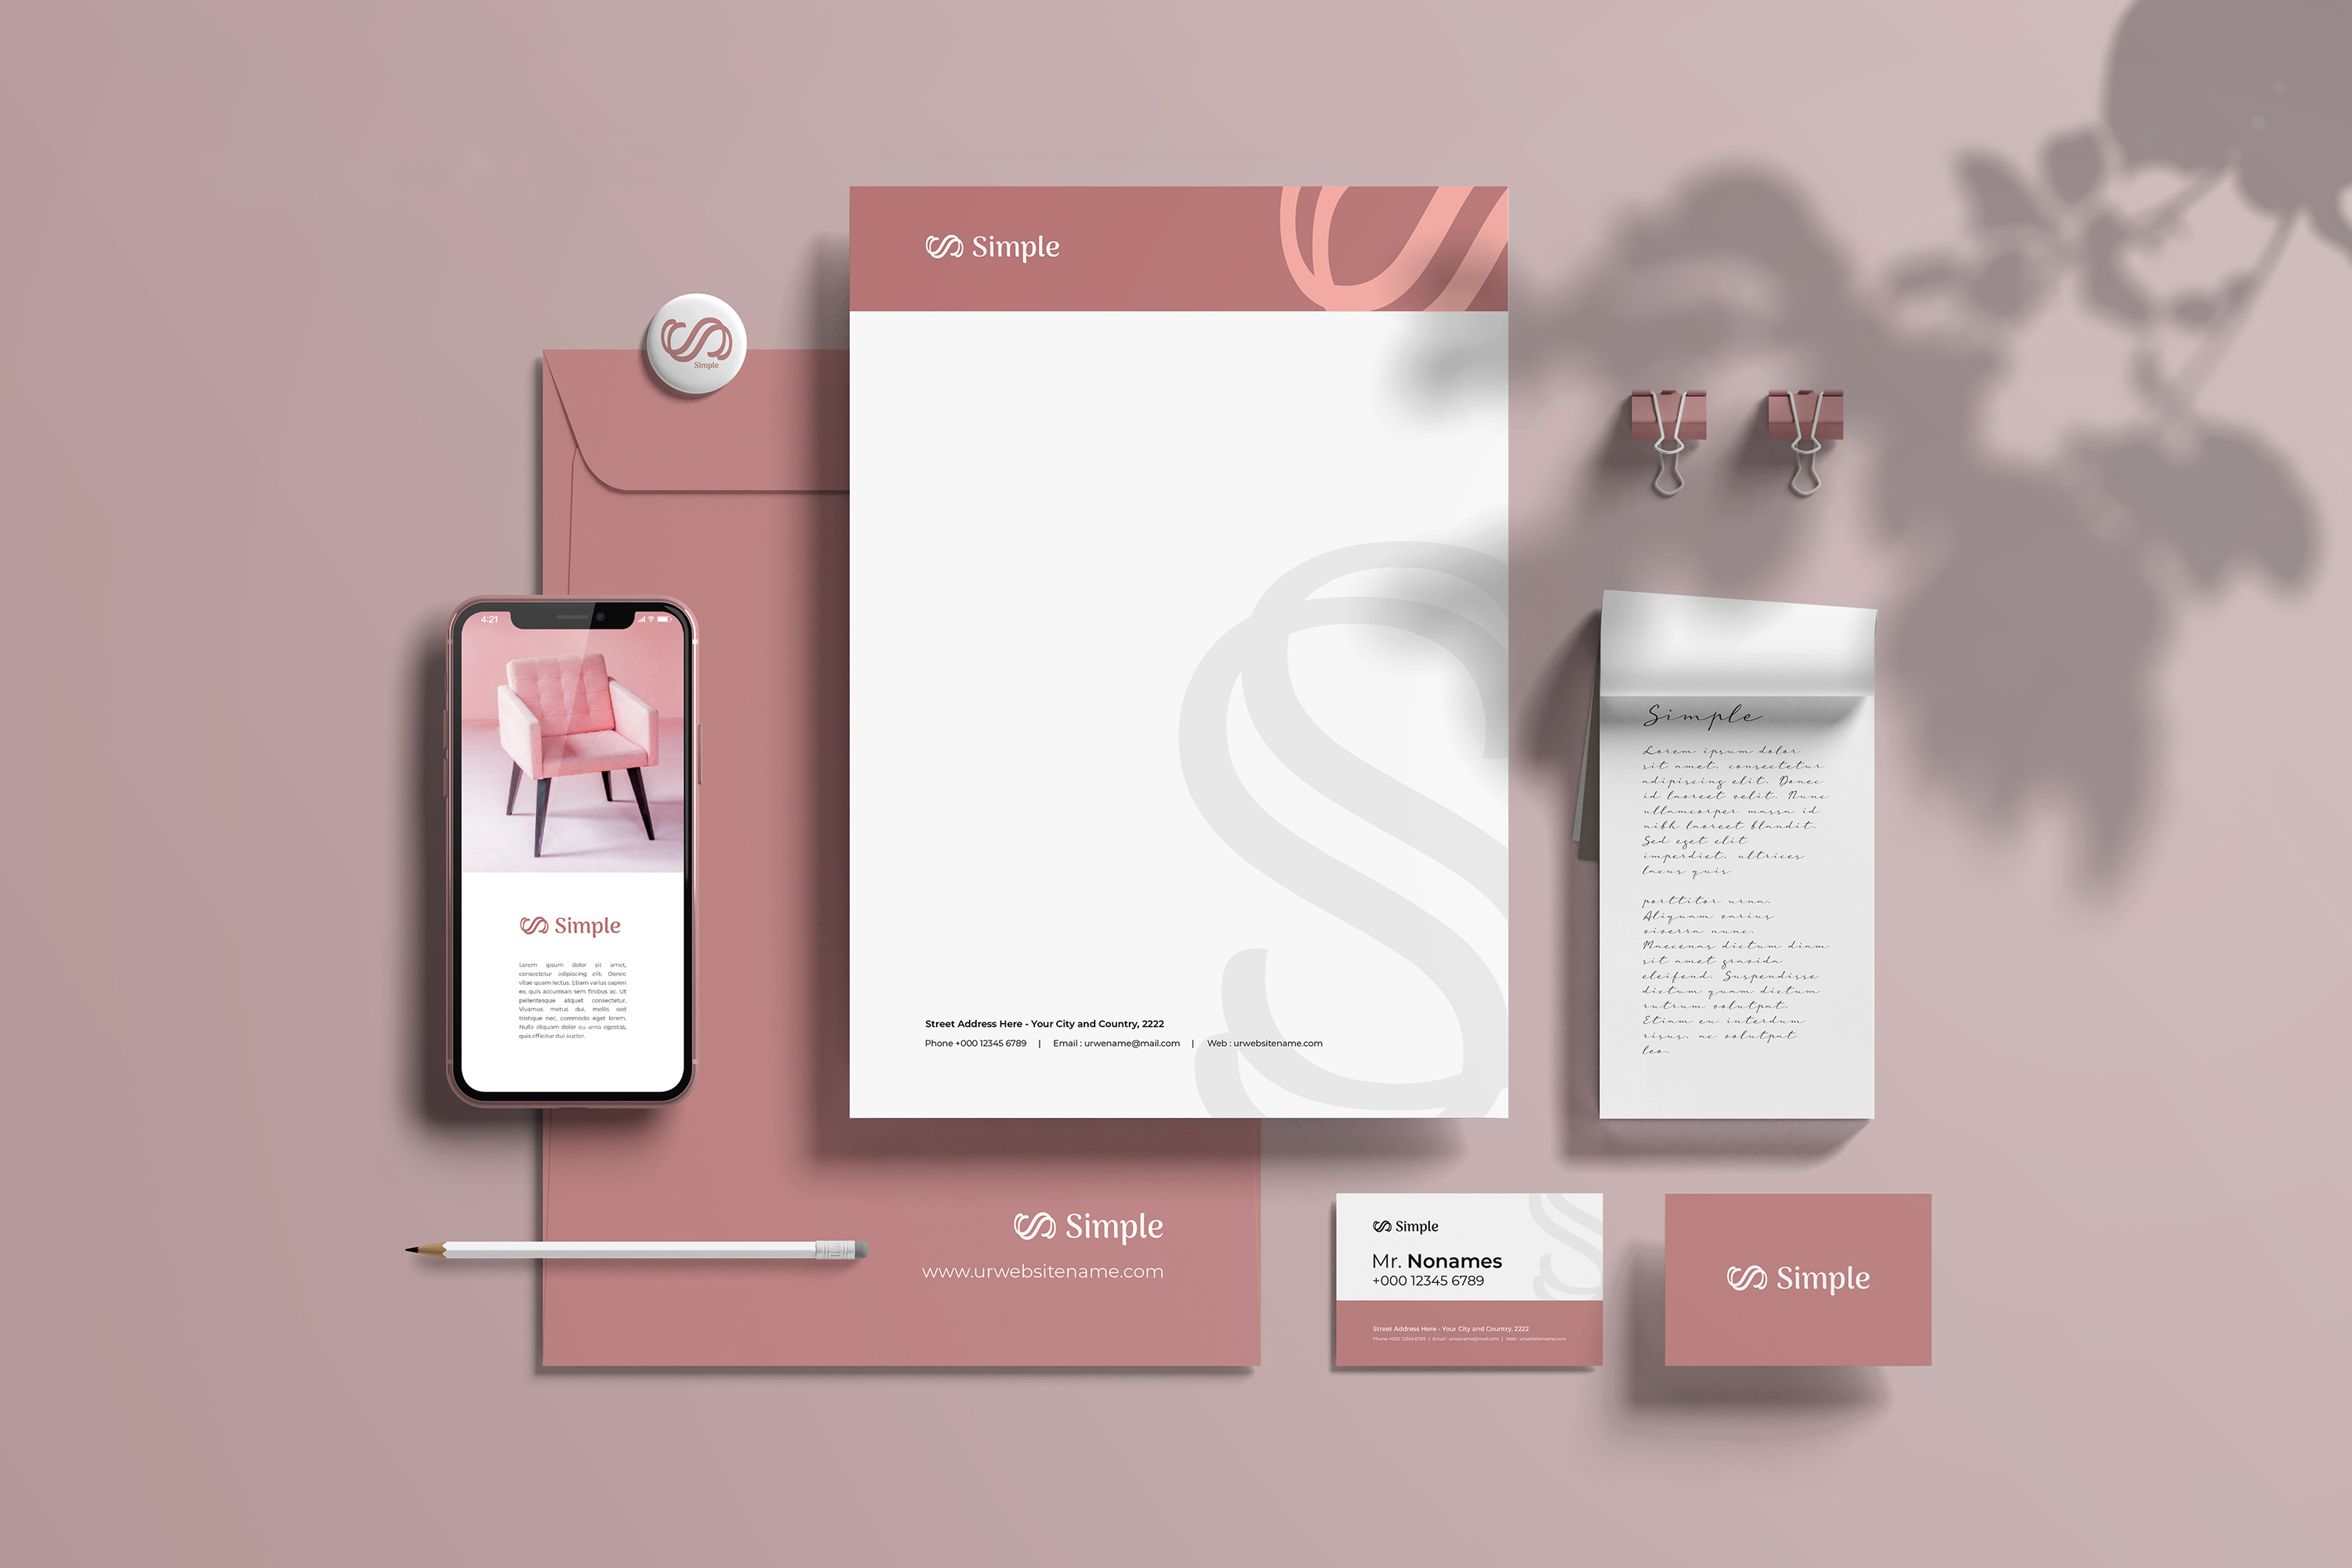 Simple
Simple
4:21
Simple
Lorem ipsum dolor sit amet,
consectetur adipiscing elit. Donec
vitae quam lectus. Etiam varius sapien
ex, quis accumsan sem finibus ac. Ut
pellentesque aliquet consectetur.
Vivamus metus dui, mollis sed
tristique nec, commodo eget lorem.
Nulla aliquam dolor eu urna egestas,
quis efficitur dui auctor.
Street Address Here - Your City and Country, 2222
Phone +000 12345 6789 | Email : urwename@mail.com | Web : urwebsitename.com
Simple
Lorem ipsum dolor
sit amet, consectetur
adipiscing elit. Donec
id laoreet velit. Nunc
ullamcorper massa id
nibh laoreet blandit.
Sed eget elit
imperdiet, ultrices
lacus quis
porttitor urna.
Aliquam varius
viverra nunc.
Maecenas dictum diam
sit amet gravida
eleifend. Suspendisse
dictum quam dictum
rutrum volutpat.
Etiam eu interdum
risus, ac volutpat
leo.
Simple
www.urwebsitename.com
Simple
Mr. Nonames
+000 12345 6789
Street Address Here - Your City and Country, 2222
Phone +000 12345 6789 | Email : urwename@mail.com | Web : urwebsitename.com
Simple